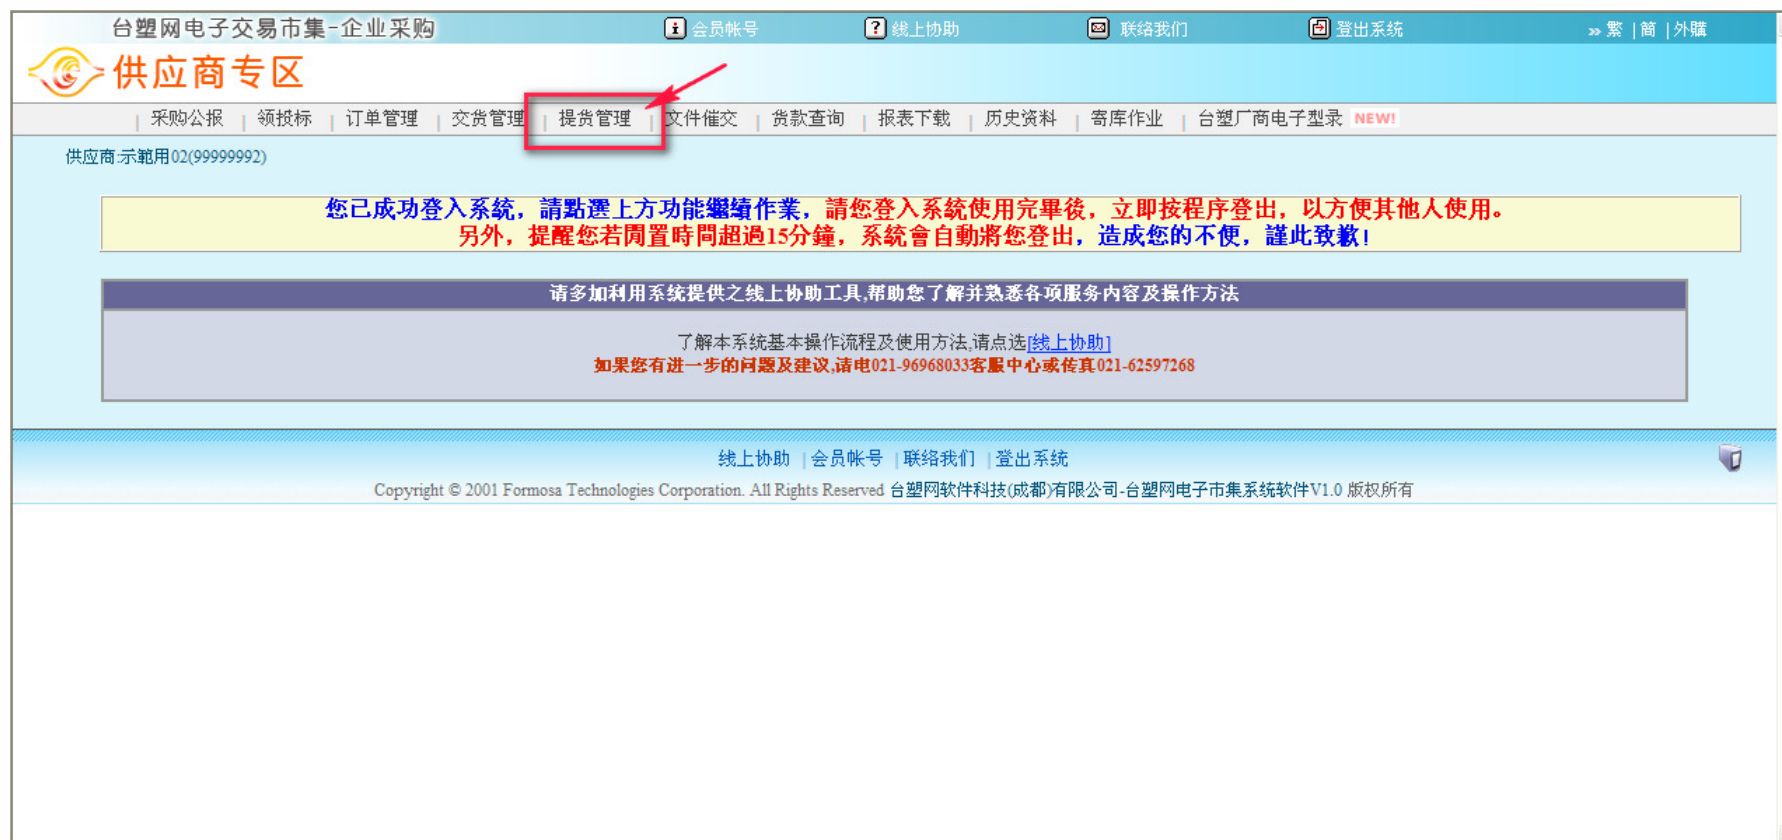 台塑网电子交易市集-企业采购 会员帐号 线上协助 联络我们 登出系统 » 繁 | 简 | 外購
供应商专区
采购公报 | 领投标 | 订单管理 | 交货管理 | 提货管理 | 文件催交 | 货款查询 | 报表下载 | 历史资料 | 寄库作业 | 台塑厂商电子型录 NEW!
供应商:示範用02(99999992)
您已成功登入系統，請點選上方功能繼續作業，請您登入系統使用完畢後，立即按程序登出，以方便其他人使用。
另外，提醒您若閒置時間超過15分鐘，系統會自動將您登出，造成您的不便，謹此致歉!
请多加利用系统提供之线上协助工具,帮助您了解并熟悉各项服务内容及操作方法
了解本系统基本操作流程及使用方法,请点选[线上协助]
如果您有进一步的问题及建议,请电021-96968033客服中心或传真021-62597268
线上协助 | 会员帐号 | 联络我们 | 登出系统
Copyright © 2001 Formosa Technologies Corporation. All Rights Reserved 台塑网软件科技(成都)有限公司-台塑网电子市集系统软件V1.0 版权所有